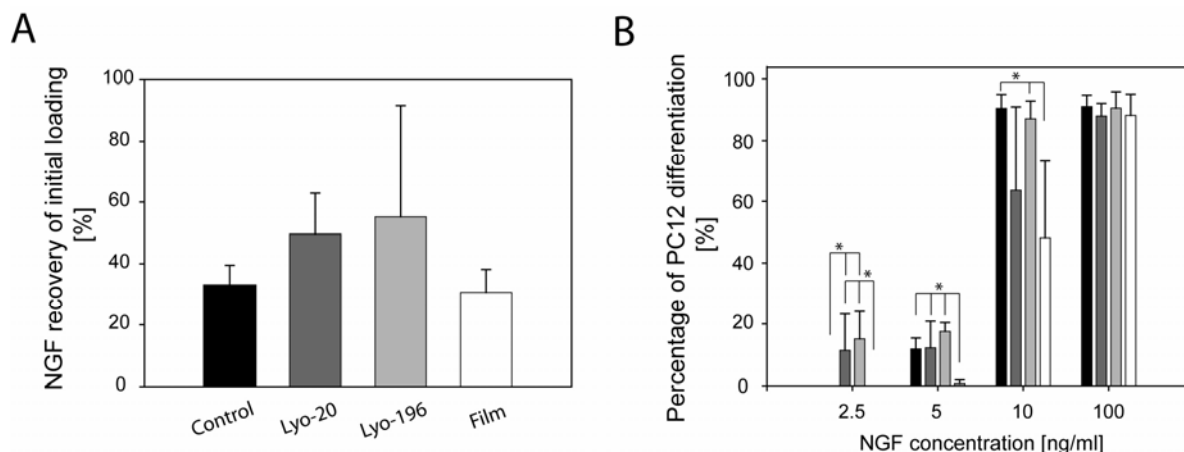 A
NGF recovery of initial loading
[%]
100
80
60
40
20
0
Control
Lyo-20
Lyo-196
Film
B
Percentage of PC12 differentiation
[%]
100
80
60
40
20
0
*
*
*
*
2.5
5
10
100
NGF concentration [ng/ml]